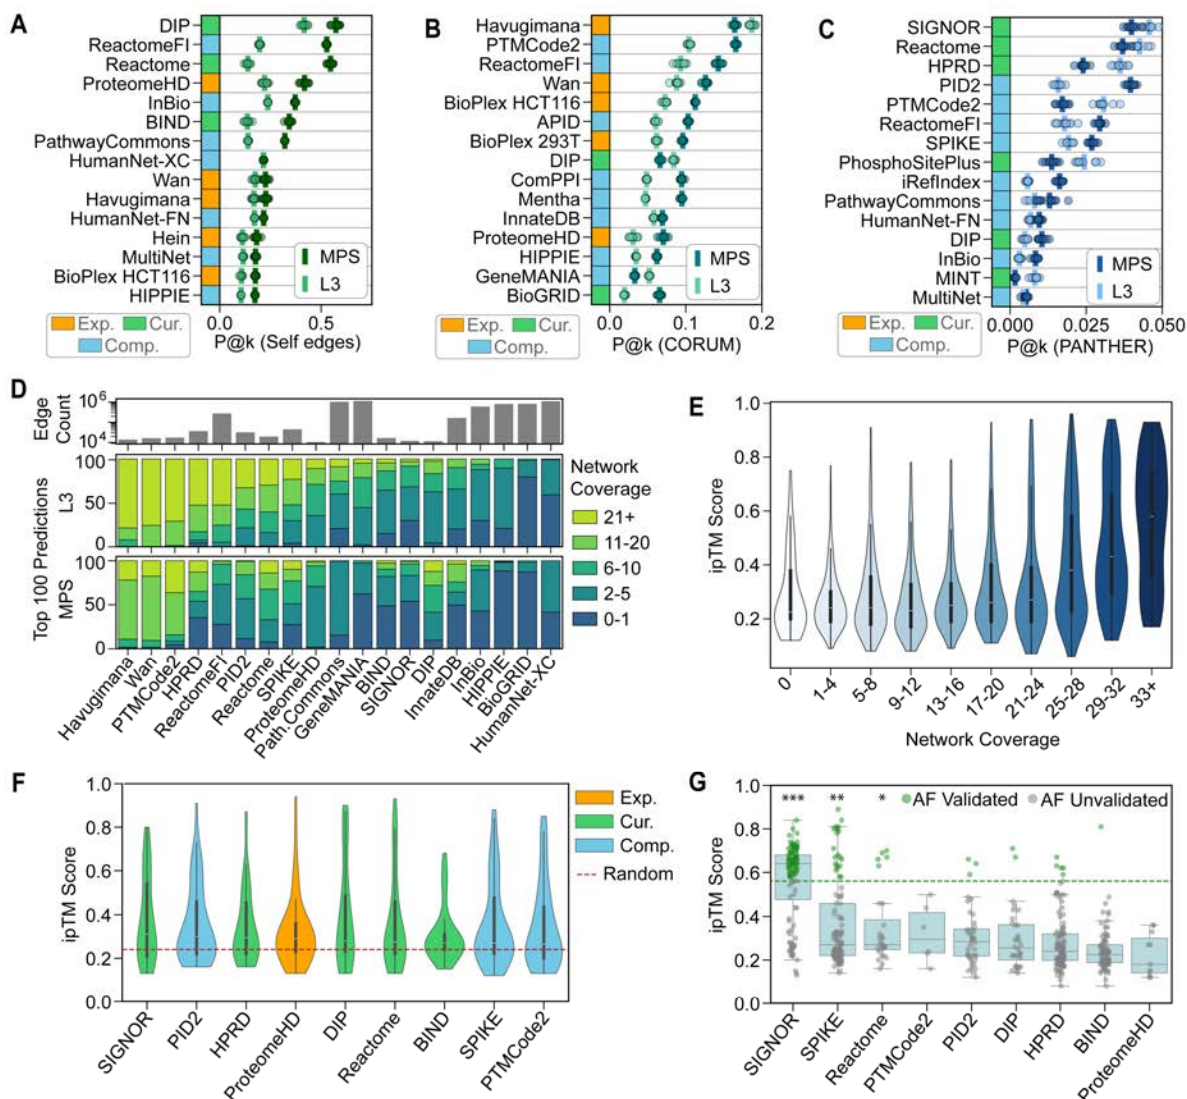 A
DIP
ReactomeFI
Reactome
ProteomeHD
InBio
BIND
PathwayCommons
HumanNet-XC
Wan
Havugimana
HumanNet-FN
Hein
MultiNet
BioPlex HCT116
HIPPIE
MPS
L3
0.0
0.5
P@k (Self edges)
Exp.
Cur.
Comp.
B
Havugimana
PTMCode2
ReactomeFI
Wan
BioPlex HCT116
APID
BioPlex 293T
DIP
ComPPI
Mentha
InnateDB
ProteomeHD
HIPPIE
GeneMANIA
BioGRID
MPS
L3
0.0
0.1
0.2
P@k (CORUM)
Exp.
Cur.
Comp.
C
SIGNOR
Reactome
HPRD
PID2
PTMCode2
ReactomeFI
SPIKE
PhosphoSitePlus
iRefIndex
PathwayCommons
HumanNet-FN
DIP
InBio
MINT
MultiNet
MPS
L3
0.000
0.025
0.050
P@k (PANTHER)
Exp.
Cur.
Comp.
D
Edge
Count
10⁶
10⁴
Top 100 Predictions
L3
MPS
100
50
0
100
50
0
Network
Coverage
21+
11-20
6-10
2-5
0-1
Havugimana
Wan
PTMCode2
HPRD
ReactomeFI
PID2
Reactome
SPIKE
ProteomeHD
Path.Commons
GeneMANIA
BIND
SIGNOR
DIP
InnateDB
InBio
HIPPIE
BioGRID
HumanNet-XC
E
ipTM Score
1.0
0.8
0.6
0.4
0.2
0
1-4
5-8
9-12
13-16
17-20
21-24
25-28
29-32
33+
Network Coverage
F
ipTM Score
1.0
0.8
0.6
0.4
0.2
0.0
Exp.
Cur.
Comp.
Random
SIGNOR
PID2
HPRD
ProteomeHD
DIP
Reactome
BIND
SPIKE
PTMCode2
G
ipTM Score
1.0
0.8
0.6
0.4
0.2
0.0
*** ** *
AF Validated
AF Unvalidated
SIGNOR
SPIKE
Reactome
PTMCode2
PID2
DIP
HPRD
BIND
ProteomeHD